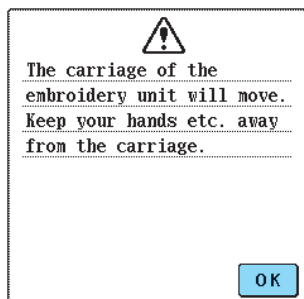 The carriage of the
embroidery unit will move.
Keep your hands etc. away
from the carriage.
OK